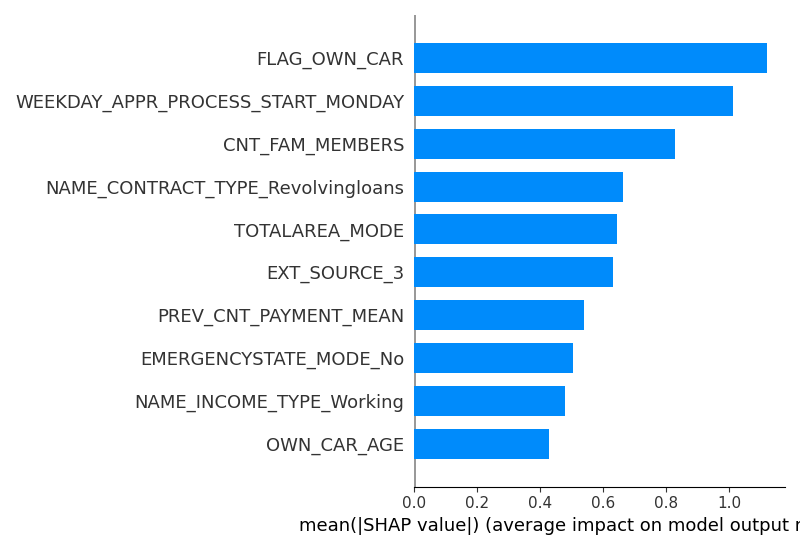 FLAG_OWN_CAR
WEEKDAY_APPR_PROCESS_START_MONDAY
CNT_FAM_MEMBERS
NAME_CONTRACT_TYPE_Revolvingloans
TOTALAREA_MODE
EXT_SOURCE_3
PREV_CNT_PAYMENT_MEAN
EMERGENCYSTATE_MODE_No
NAME_INCOME_TYPE_Working
OWN_CAR_AGE
0.0 0.2 0.4 0.6 0.8 1.0
mean(|SHAP value|) (average impact on model output